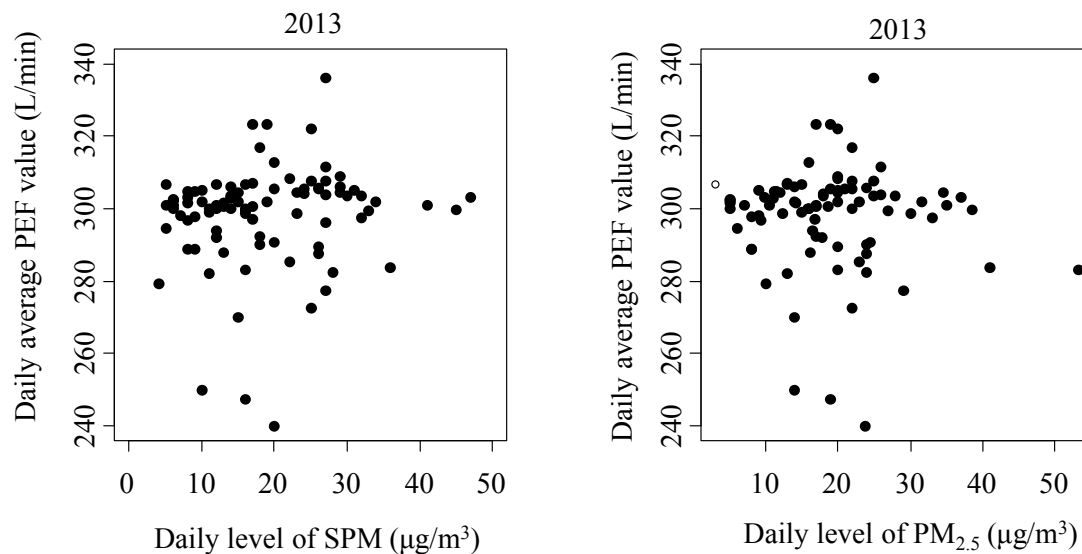 2013
Daily average PEF value (L/min)
340
320
300
280
260
240
0 10 20 30 40 50
Daily level of SPM (μg/m³)
2013
Daily average PEF value (L/min)
340
320
300
280
260
240
10 20 30 40 50
Daily level of PM₂.₅ (μg/m³)